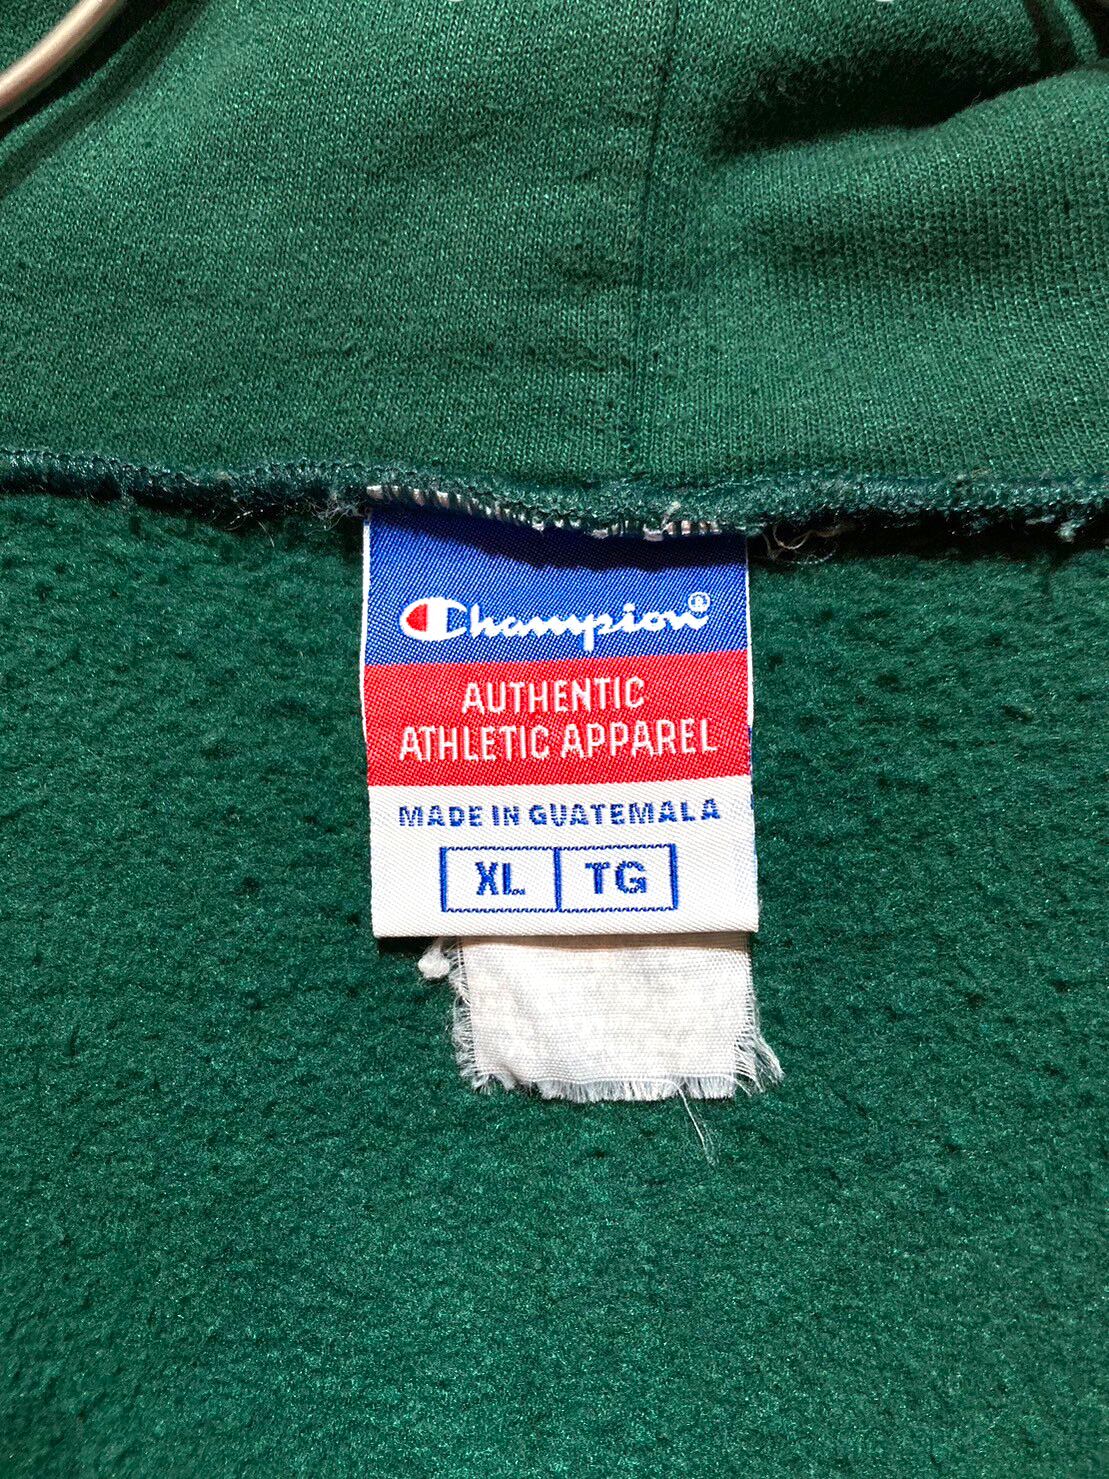 Champion®
AUTHENTIC
ATHLETIC APPAREL
MADE IN GUATEMALA
XL TG